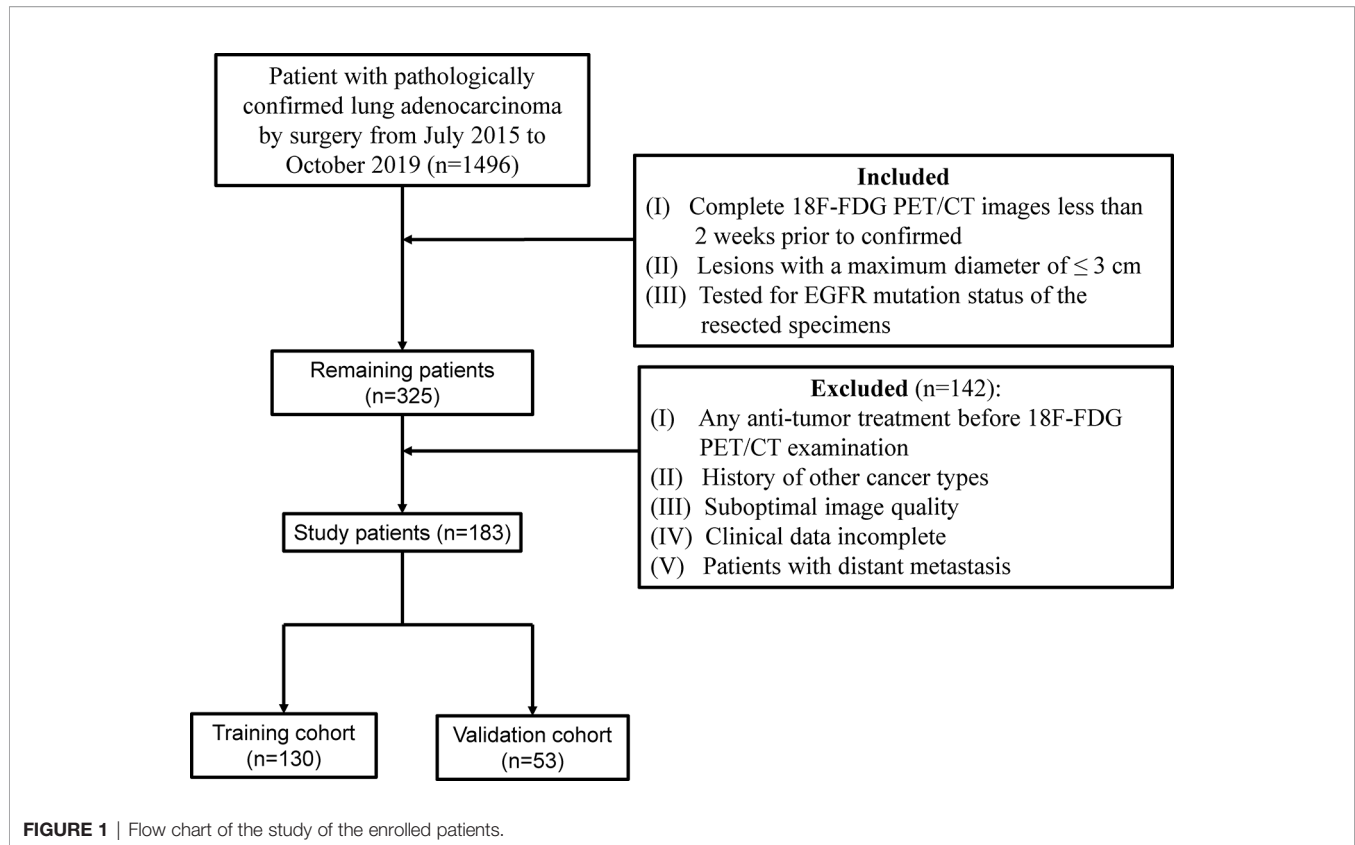 Patient with pathologically
confirmed lung adenocarcinoma
by surgery from July 2015 to
October 2019 (n=1496)
Included
(I) Complete 18F-FDG PET/CT images less than
2 weeks prior to confirmed
(II) Lesions with a maximum diameter of ≤ 3 cm
(III) Tested for EGFR mutation status of the
resected specimens
Remaining patients
(n=325)
Excluded (n=142):
(I) Any anti-tumor treatment before 18F-FDG
PET/CT examination
(II) History of other cancer types
(III) Suboptimal image quality
(IV) Clinical data incomplete
(V) Patients with distant metastasis
Study patients (n=183)
Training cohort
(n=130)
Validation cohort
(n=53)
FIGURE 1 | Flow chart of the study of the enrolled patients.